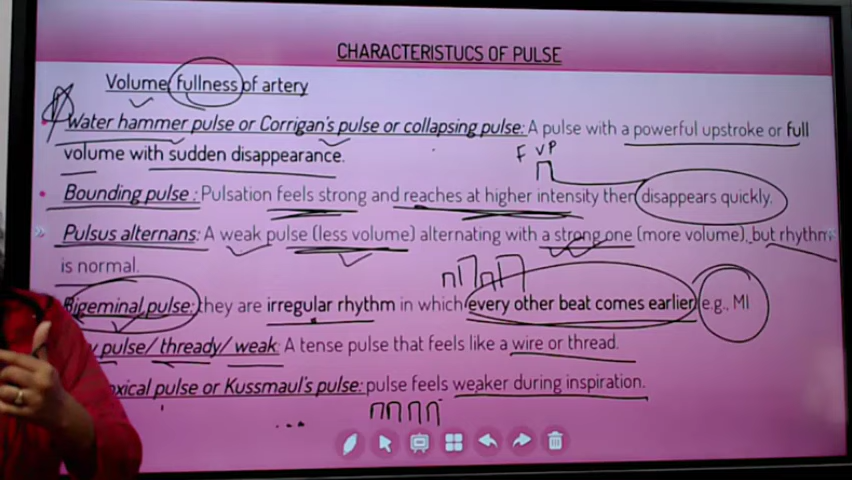 CHARACTERISTUCS OF PULSE
Volume/fullness of artery
Water hammer pulse or Corrigan's pulse or collapsing pulse: A pulse with a powerful upstroke or full
volume with sudden disappearance.
F V P
Bounding pulse : Pulsation feels strong and reaches at higher intensity then disappears quickly.
Pulsus alternans: A weak pulse (less volume) alternating with a strong one (more volume), but rhythm
is normal.
Bigeminal pulse: they are irregular rhythm in which every other beat comes earlier e.g., MI
pulse/ thready/ weak: A tense pulse that feels like a wire or thread.
pulse or Kussmaul's pulse: pulse feels weaker during inspiration.